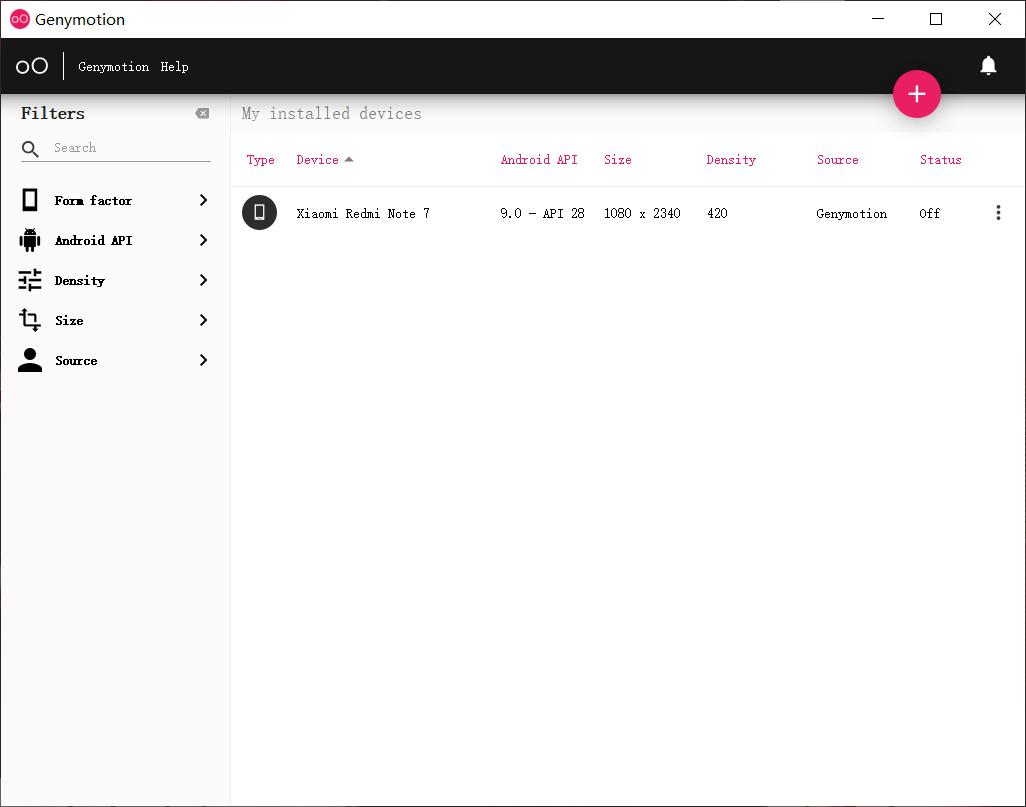 Genymotion
Genymotion Help
Filters
Search
Form factor
Android API
Density
Size
Source
My installed devices
Type Device Android API Size Density Source Status
Xiaomi Redmi Note 7 9.0 - API 28 1080 x 2340 420 Genymotion Off